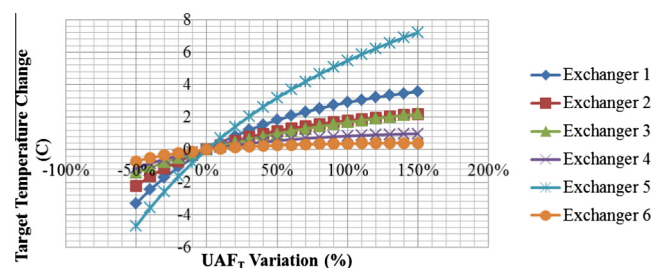 Target Temperature Change
(C)
8
6
4
2
0
-2
-4
-6
-100%
-50%
0%
50%
100%
150%
200%
UAFT Variation (%)
Exchanger 1
Exchanger 2
Exchanger 3
Exchanger 4
Exchanger 5
Exchanger 6